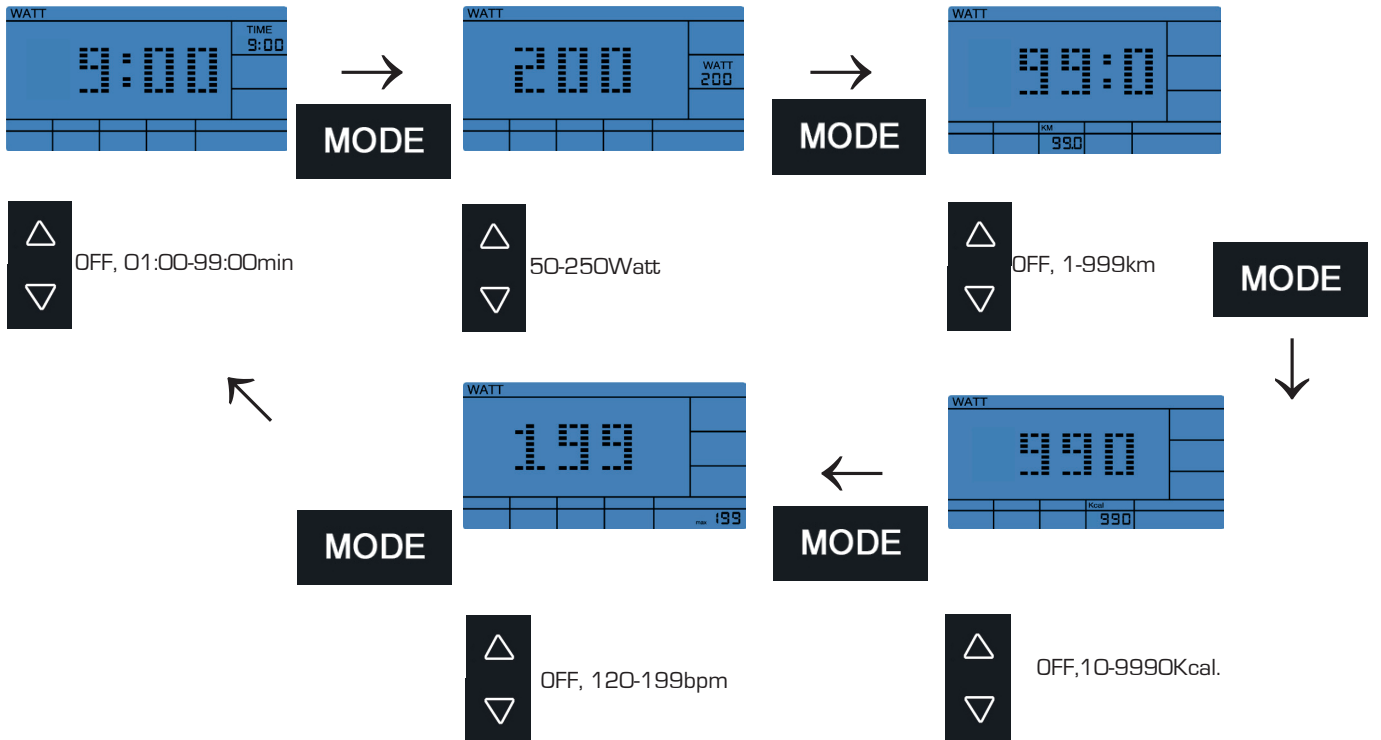 WATT
TIME
9:00
9:00
MODE
WATT
200
WATT
200
MODE
WATT
99:0
KM
99.0
OFF, 01:00-99:00min
50-250Watt
OFF, 1-999km
MODE
WATT
990
Kcal
990
MODE
WATT
199
max 199
MODE
OFF, 120-199bpm
OFF,10-9990Kcal.